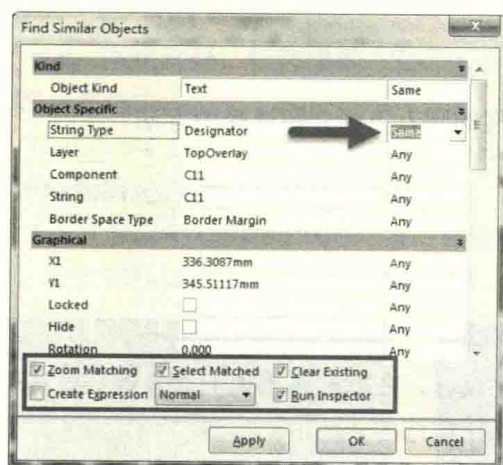 Find Similar Objects
Kind
Object Kind Text Same
Object Specific
String Type Designator Same
Layer TopOverlay Any
Component C11 Any
String C11 Any
Border Space Type Border Margin Any
Graphical
X1 336.3087mm Any
Y1 345.51117mm Any
Locked Any
Hide Any
Rotation 0.000 Any
Zoom Matching Select Matched Clear Existing
Create Expression Normal Run Inspector
Apply OK Cancel